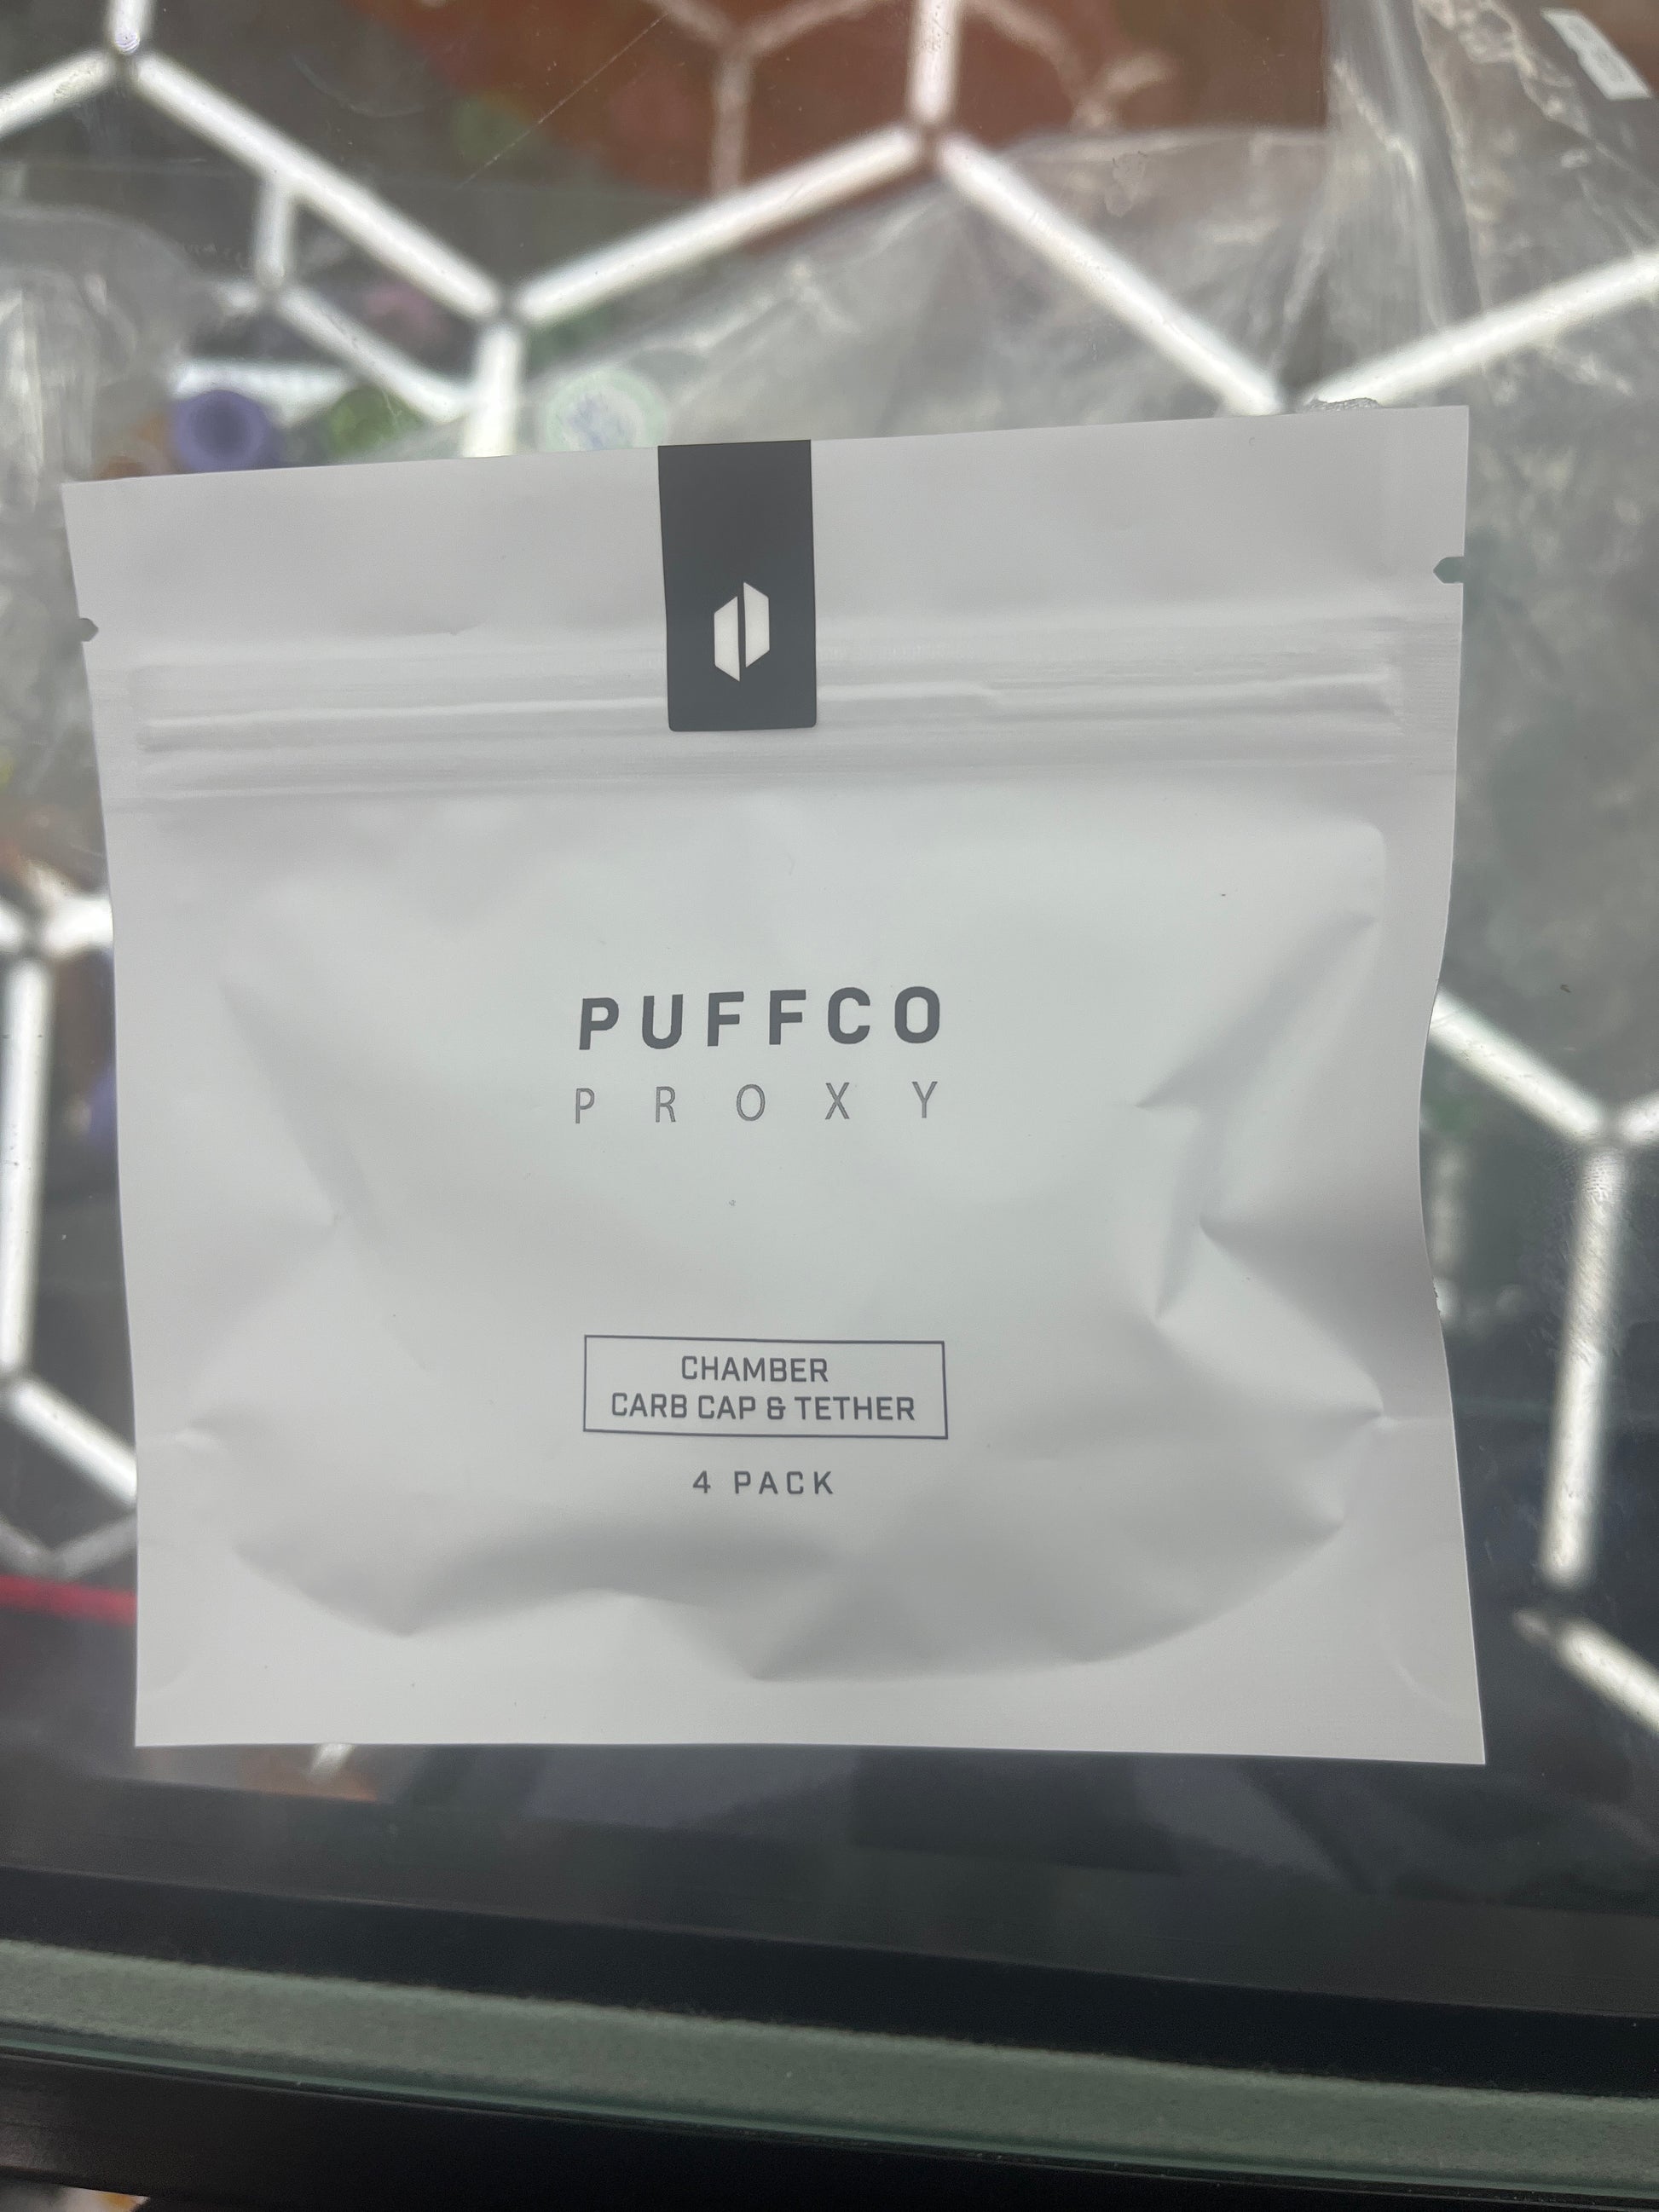 PUFFCO
PROXY
CHAMBER
CARB CAP & TETHER
4 PACK